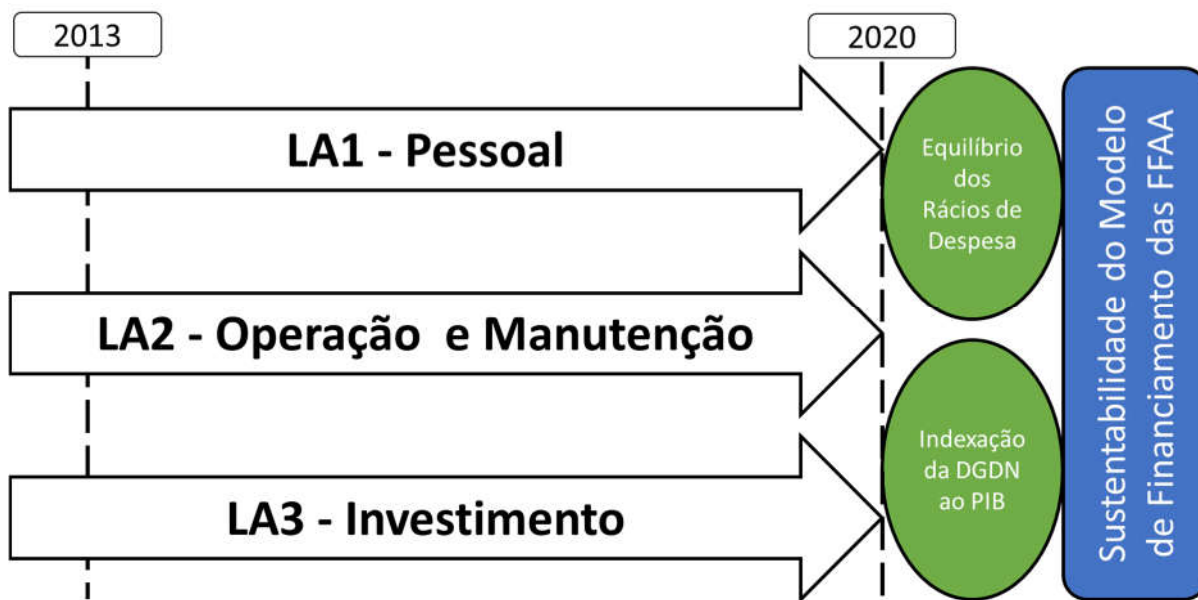 2013
2020
LA1 - Pessoal
LA2 - Operação e Manutenção
LA3 - Investimento
Equilíbrio
dos
Rácios de
Despesa
Indexação
da DGDN
ao PIB
Sustentabilidade do Modelo
de Financiamento das FFAA